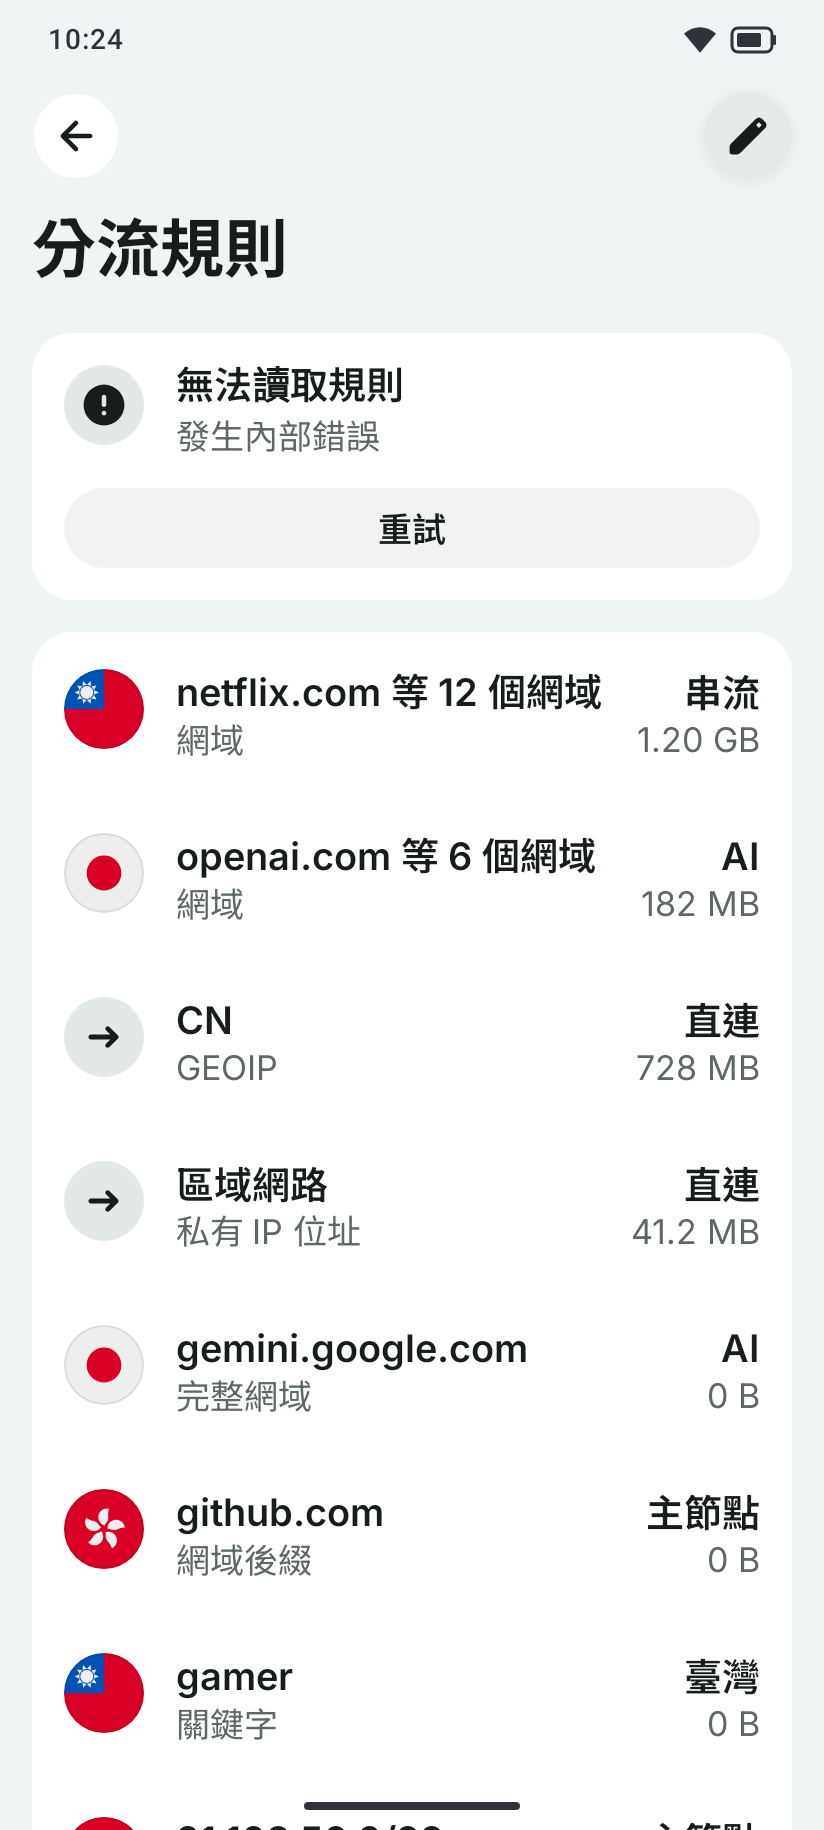 10:24
分流規則
無法讀取規則
發生內部錯誤
重試
netflix.com 等 12 個網域
串流
網域
1.20 GB
openai.com 等 6 個網域
AI
網域
182 MB
CN
直連
GEOIP
728 MB
區域網路
直連
私有 IP 位址
41.2 MB
gemini.google.com
AI
完整網域
0 B
github.com
主節點
網域後綴
0 B
gamer
臺灣
關鍵字
0 B
主節點